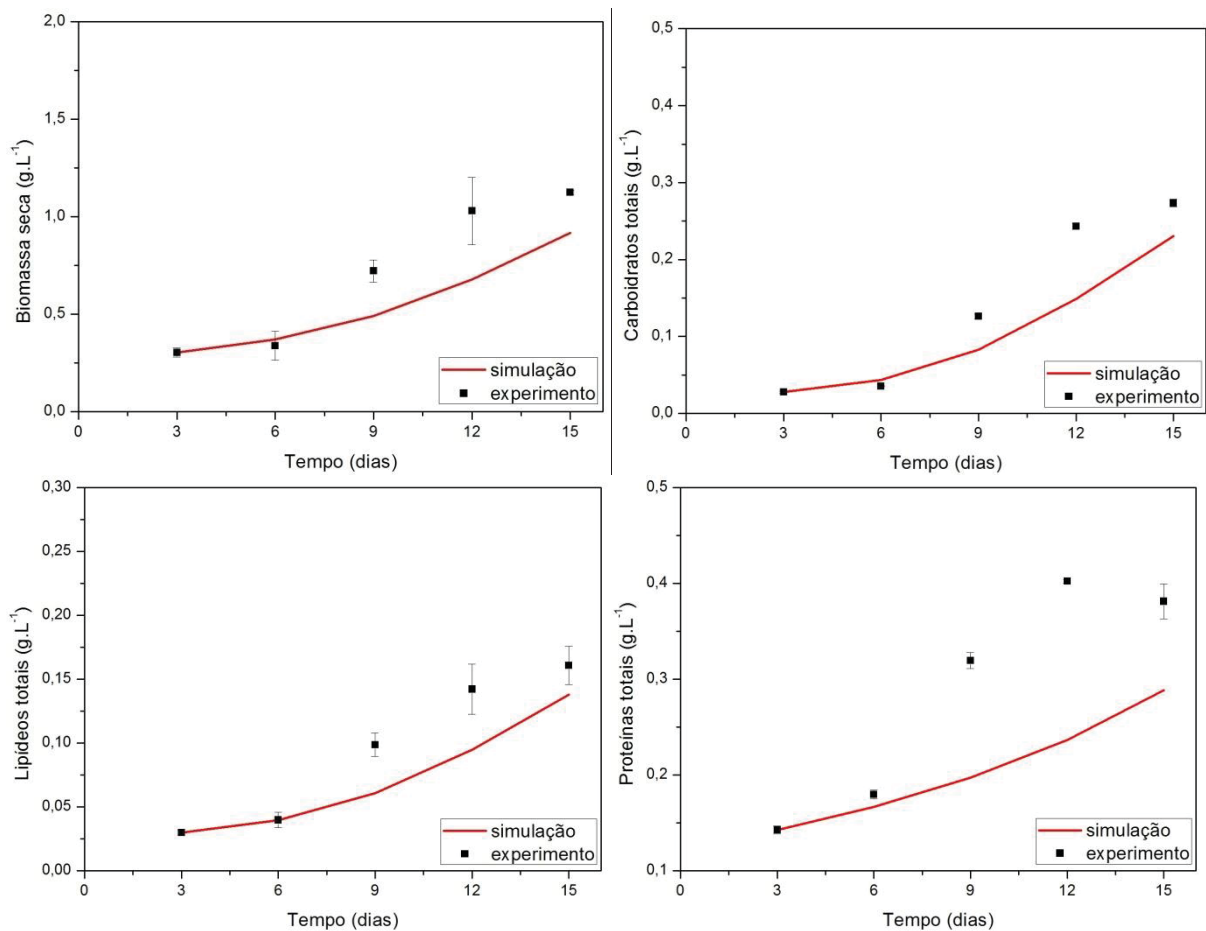 2,0
1,5
1,0
0,5
0,0
Biomassa seca (g.L-1)
simulação
experimento
0 3 6 9 12 15
Tempo (dias)
0,5
0,4
0,3
0,2
0,1
0,0
Carboidratos totais (g.L-1)
simulação
experimento
0 3 6 9 12 15
Tempo (dias)
0,30
0,25
0,20
0,15
0,10
0,05
0,00
Lipídeos totais (g.L-1)
simulação
experimento
0 3 6 9 12 15
Tempo (dias)
0,5
0,4
0,3
0,2
0,1
Proteínas totais (g.L-1)
simulação
experimento
0 3 6 9 12 15
Tempo (dias)